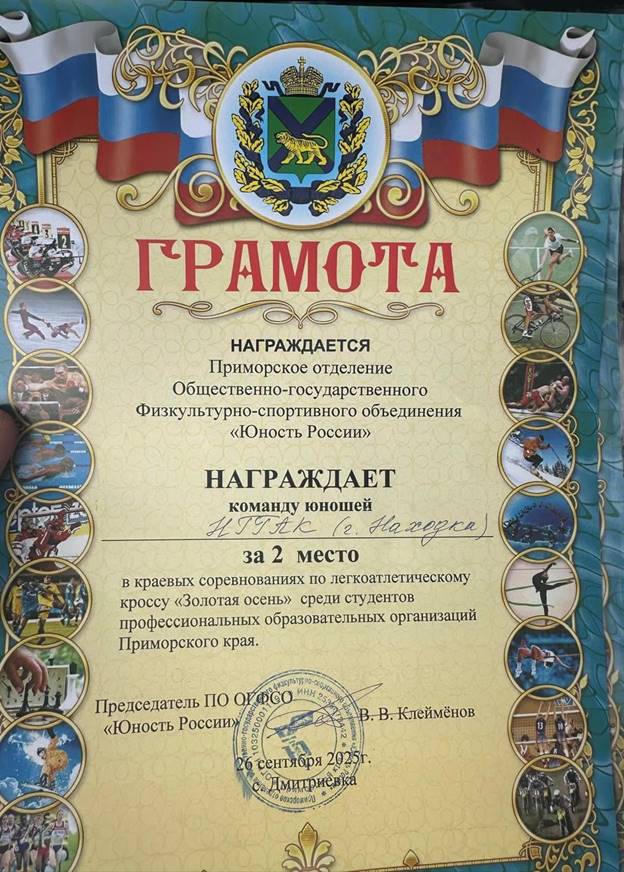 ГРАМОТА
НАГРАЖДАЕТСЯ
Приморское отделение
Общественно-государственного
Физкультурно-спортивного объединения
«Юность России»
НАГРАЖДАЕТ
команду юношей
НГГПК (г. Находка)
за 2 место
в краевых соревнованиях по легкоатлетическому
кроссу «Золотая осень» среди студентов
профессиональных образовательных организаций
Приморского края.
Председатель ПО ОГФСО
«Юность России»
В. В. Клеймёнов
26 сентября 2025г.
с. Дмитриевка